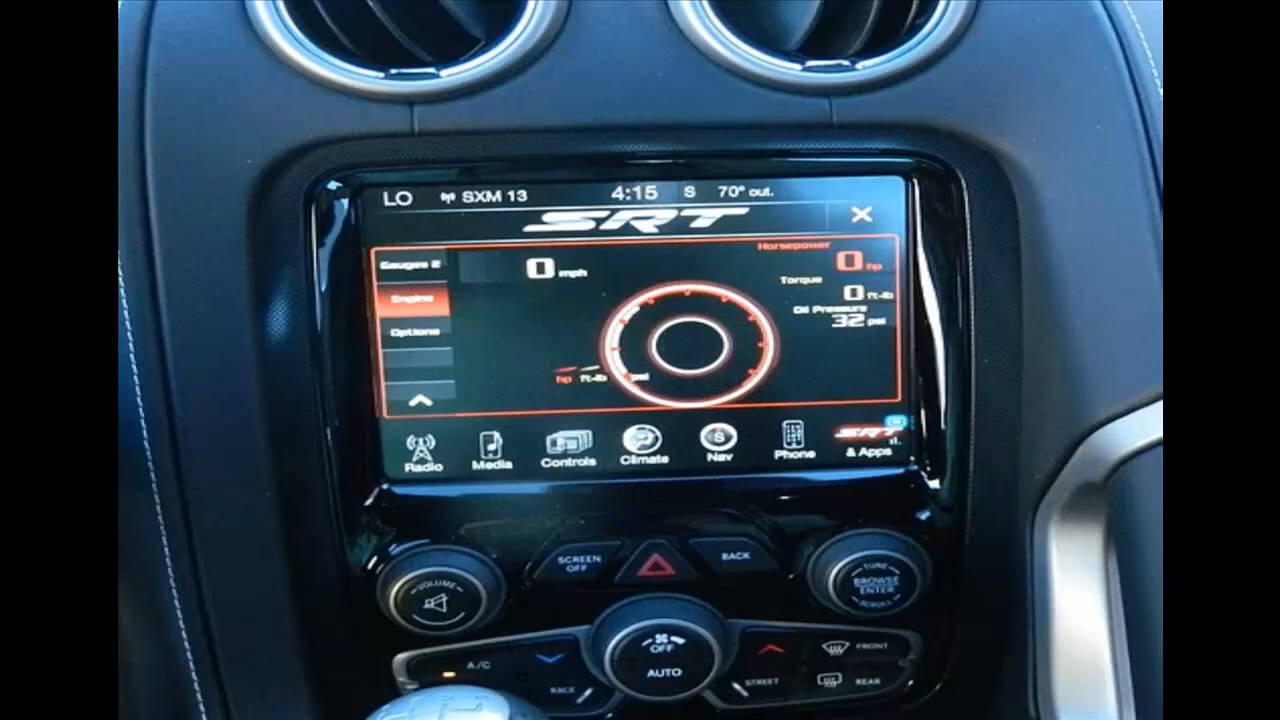 LO SXM 13 4:15 S 70° out.
SRT
X
Horsepower
Gauges 2 0 mph 0 hp
Torque
Engine 0 ft-lb
Oil Pressure
32 psi
Options
hp ft-lb psi
Radio Media Controls Climate Nav Phone SRT & Apps
SCREEN OFF BACK
VOLUME
TUNE
BROWSE
ENTER
SCROLL
OFF
AUTO
A/C FRONT
RACE STREET REAR